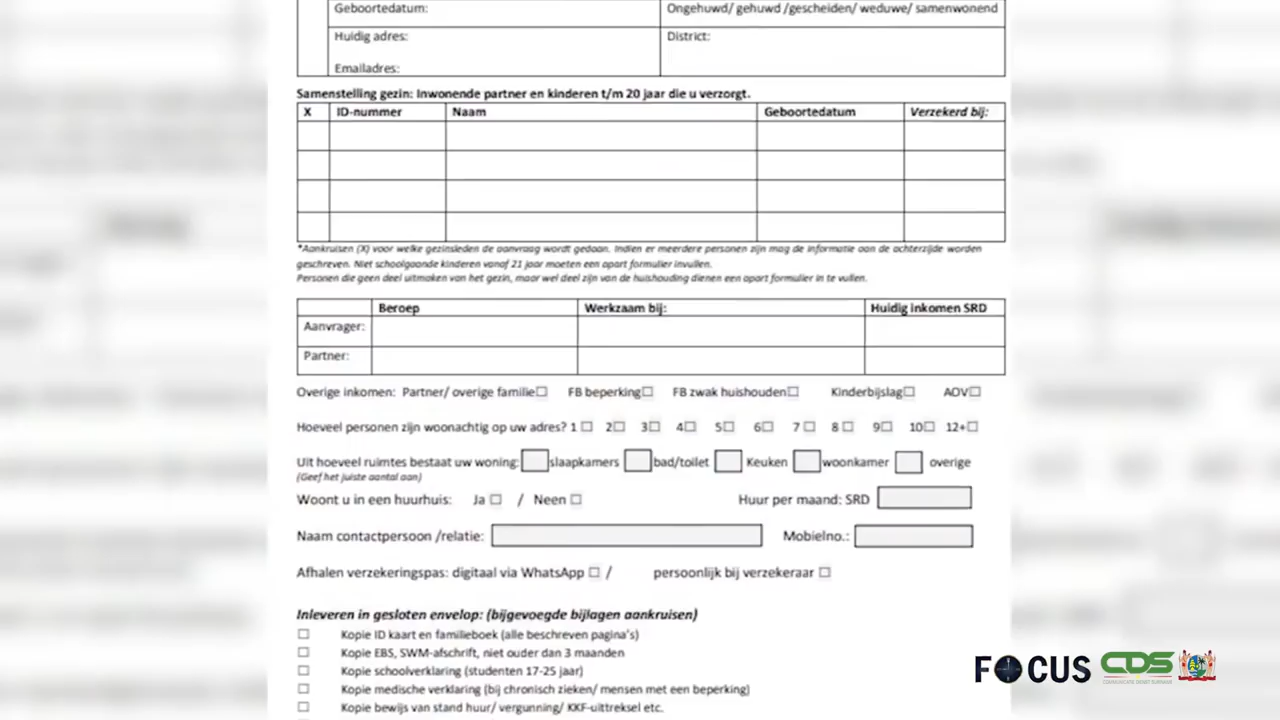 Geboortedatum: Ongehuwd/ gehuwd /gescheiden/ weduwe/ samenwonend
Huidig adres: District:
Emailadres:
Samenstelling gezin: Inwonende partner en kinderen t/m 20 jaar die u verzorgt.
X ID-nummer Naam Geboortedatum Verzekerd bij:
*Aankruisen (X) voor welke gezinsleden de aanvraag wordt gedaan. Indien er meerdere personen zijn mag de informatie aan de achterzijde worden
geschreven. Niet schoolgaande kinderen vanaf 21 jaar moeten een apart formulier invullen.
Personen die geen deel uitmaken van het gezin, maar wel deel zijn van de huishouding dienen een apart formulier in te vullen.
Beroep Werkzaam bij: Huidig inkomen SRD
Aanvrager:
Partner:
Overige inkomen: Partner/ overige familie☐ FB beperking☐ FB zwak huishouden☐ Kinderbijslag☐ AOV☐
Hoeveel personen zijn woonachtig op uw adres? 1 ☐ 2☐ 3☐ 4☐ 5☐ 6☐ 7 ☐ 8 ☐ 9☐ 10☐ 12+☐
Uit hoeveel ruimtes bestaat uw woning: slaapkamers bad/toilet Keuken woonkamer overige
(Geef het juiste aantal aan)
Woont u in een huurhuis: Ja ☐ / Neen ☐ Huur per maand: SRD
Naam contactpersoon /relatie: Mobielno.:
Afhalen verzekeringspas: digitaal via WhatsApp ☐ / persoonlijk bij verzekeraar ☐
Inleveren in gesloten envelop: (bijgevoegde bijlagen aankruisen)
☐ Kopie ID kaart en familieboek (alle beschreven pagina's)
☐ Kopie EBS, SWM-afschrift, niet ouder dan 3 maanden
☐ Kopie schoolverklaring (studenten 17-25 jaar)
☐ Kopie medische verklaring (bij chronisch zieken/ mensen met een beperking)
☐ Kopie bewijs van stand huur/ vergunning/ KKF-uittreksel etc.
FOCUS CDS
COMMUNICATIE DIENST SURINAME